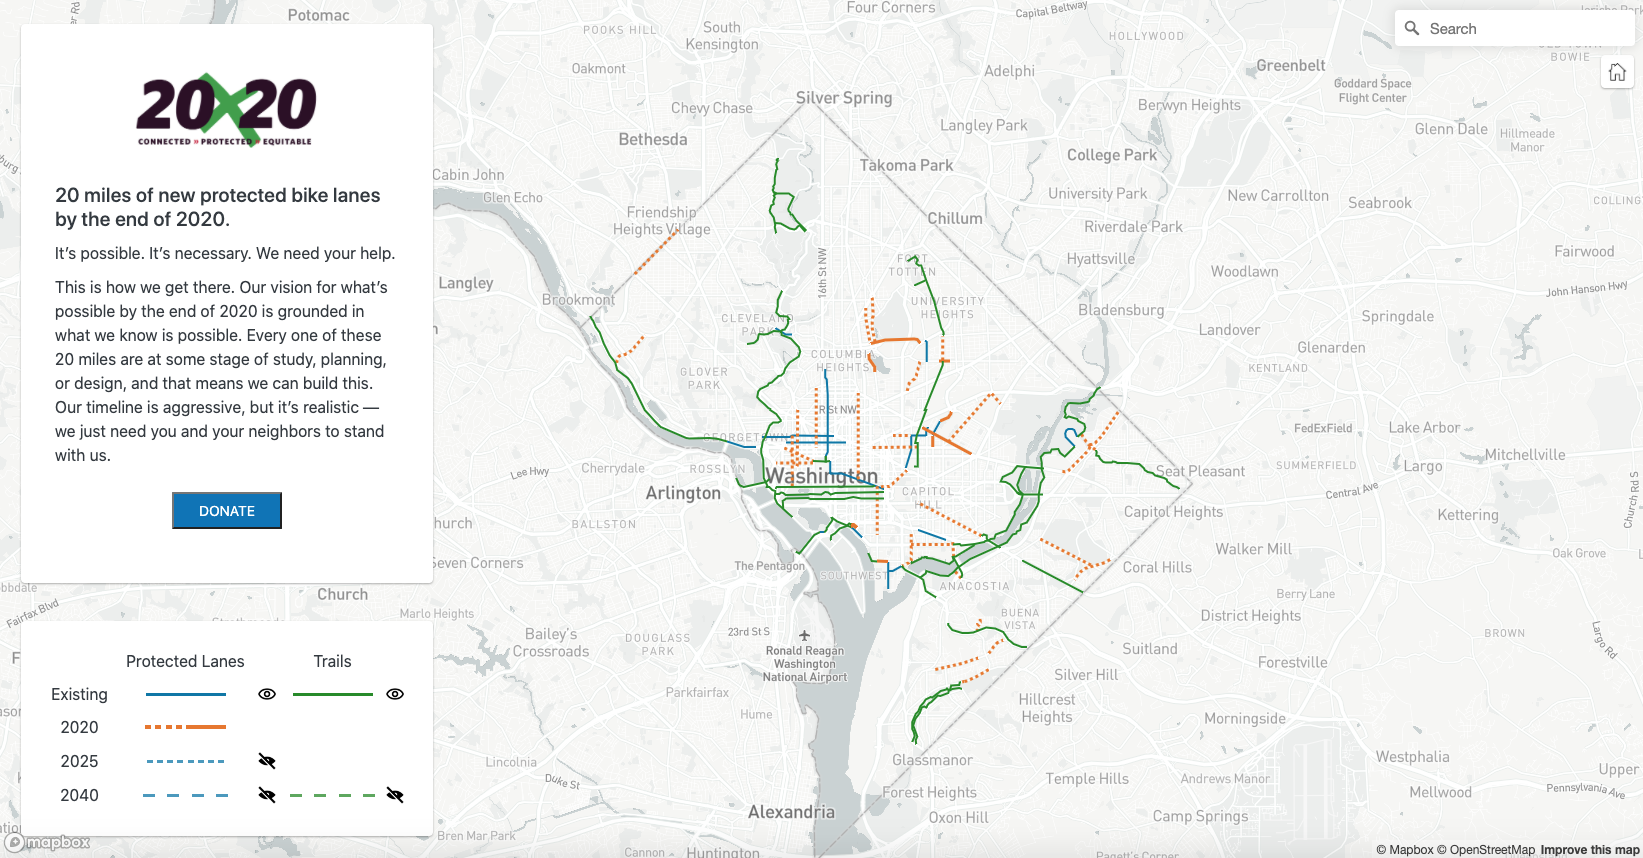 20X20
CONNECTED » PROTECTED » EQUITABLE
20 miles of new protected bike lanes
by the end of 2020.
It's possible. It's necessary. We need your help.
This is how we get there. Our vision for what's
possible by the end of 2020 is grounded in
what we know is possible. Every one of these
20 miles are at some stage of study, planning,
or design, and that means we can build this.
Our timeline is aggressive, but it's realistic —
we just need you and your neighbors to stand
with us.
DONATE
Protected Lanes Trails
Existing
2020
2025
2040
mapbox
Search
Potomac
POOKS HILL
South
Kensington
Four Corners
Capital Beltway
HOLLYWOOD
BOWIE
Oakmont
Adelphi
Greenbelt
Goddard Space
Flight Center
Chevy Chase
Silver Spring
Berwyn Heights
Langley Park
Glenn Dale
Hillmeade
Manor
Bethesda
Takoma Park
College Park
Cabin John
Glen Echo
University Park
New Carrollton
Seabrook
Friendship
Heights Village
Chillum
Riverdale Park
Fairwood
Hyattsville
Woodlawn
16th St NW
FORT
TOTTEN
Langley
Brookmont
UNIVERSITY
HEIGHTS
Bladensburg
John Hanson Hwy
Springdale
CLEVELAND
PARK
Landover
Glenarden
COLUMBIA
HEIGHTS
KENTLAND
GLOVER
PARK
R St NW
FedExField
Lake Arbor
GEORGETOWN
Mitchellville
Lee Hwy
Cherrydale
ROSSLYN
Washington
Seat Pleasant
SUMMERFIELD
Largo
Arlington
CAPITOL
HILL
Central Ave
Church Rd S
Capitol Heights
Kettering
BALLSTON
Walker Mill
Oak Grove
Seven Corners
The Pentagon
SOUTHWEST
ANACOSTIA
Coral Hills
Berry Lane
Church
Fairfax Blvd
Marlo Heights
BUENA
VISTA
District Heights
Bailey's
Crossroads
DOUGLASS
PARK
23rd St S
Ronald Reagan
Washington
National Airport
Suitland
BROWN
Largo Rd
Forestville
Silver Hill
Parkfairfax
Hillcrest
Heights
Hume
Morningside
Lincolnia
Duke St
Glassmanor
Westphalia
Temple Hills
Andrews Manor
Upper
Forest Heights
Mellwood
Pennsylvania Ave
Alexandria
Oxon Hill
Camp Springs
Bren Mar Park
Cannon
Huntington
© Mapbox © OpenStreetMap Improve this map